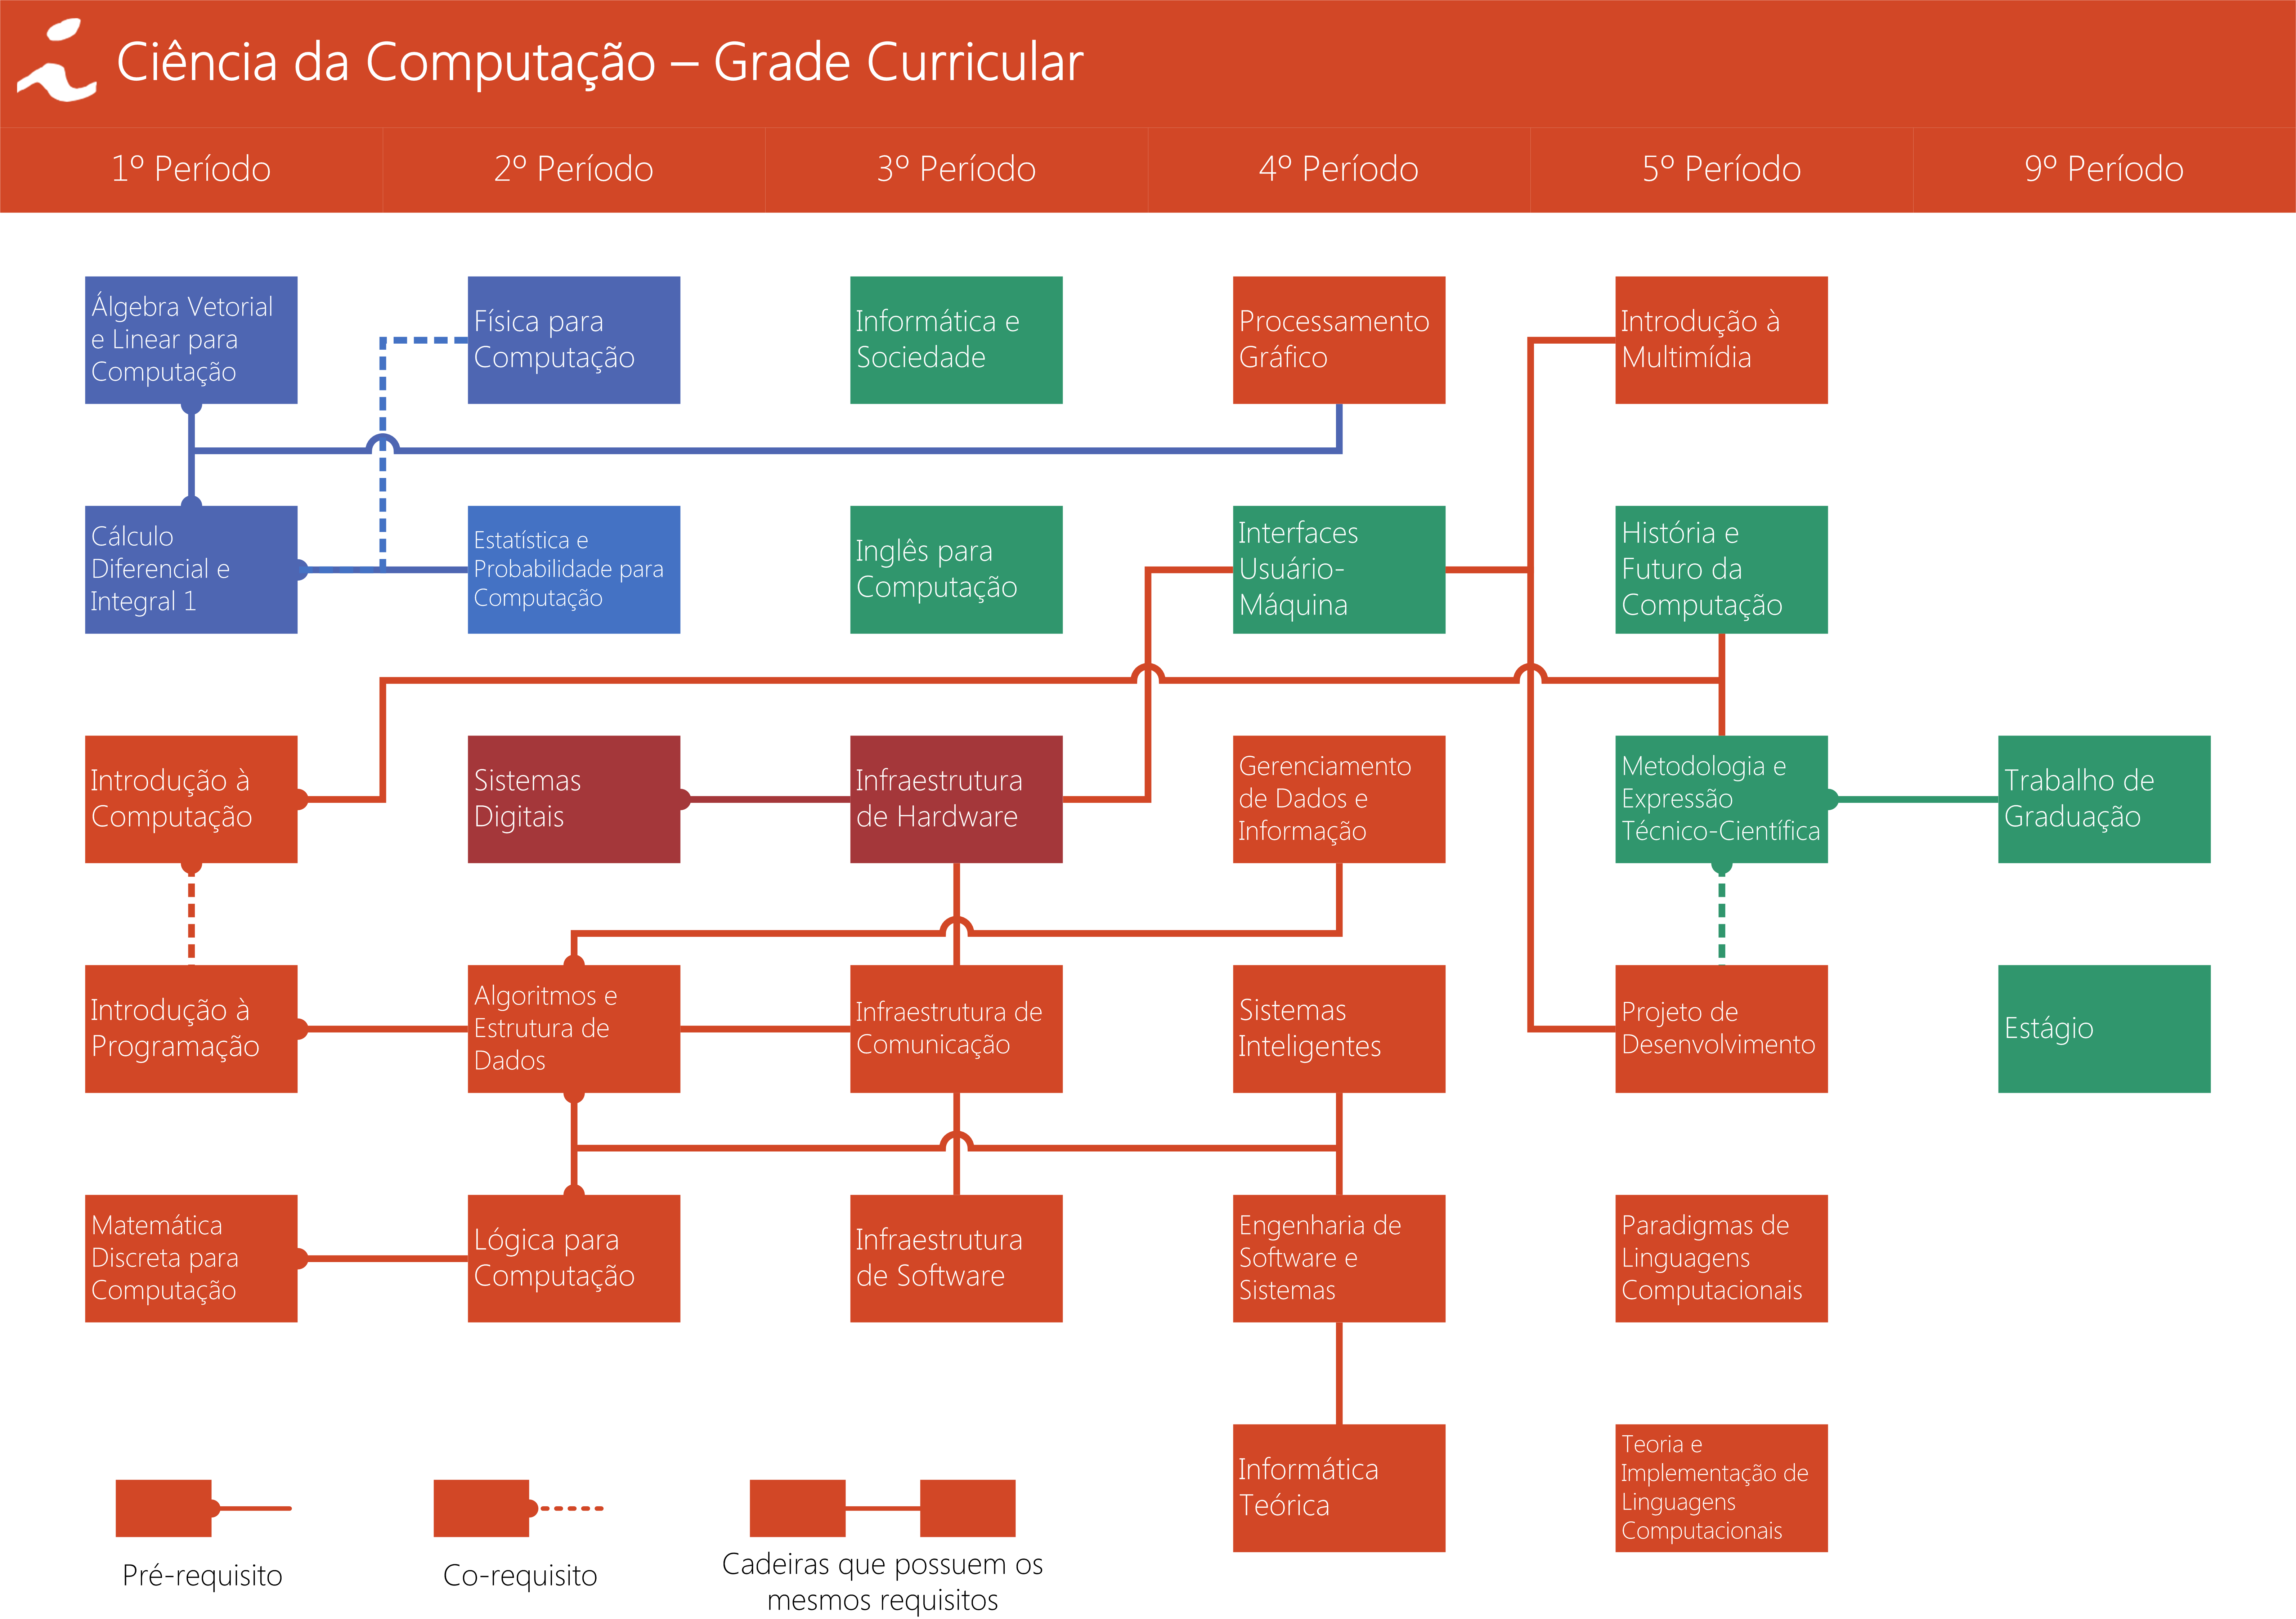 Ciência da Computação – Grade Curricular
1º Período
2º Período
3º Período
4º Período
5º Período
9º Período
Álgebra Vetorial
e Linear para
Computação
Física para
Computação
Informática e
Sociedade
Processamento
Gráfico
Introdução à
Multimídia
Cálculo
Diferencial e
Integral 1
Estatística e
Probabilidade para
Computação
Inglês para
Computação
Interfaces
Usuário-
Máquina
História e
Futuro da
Computação
Introdução à
Computação
Sistemas
Digitais
Infraestrutura
de Hardware
Gerenciamento
de Dados e
Informação
Metodologia e
Expressão
Técnico-Científica
Trabalho de
Graduação
Introdução à
Programação
Algoritmos e
Estrutura de
Dados
Infraestrutura de
Comunicação
Sistemas
Inteligentes
Projeto de
Desenvolvimento
Estágio
Matemática
Discreta para
Computação
Lógica para
Computação
Infraestrutura
de Software
Engenharia de
Software e
Sistemas
Paradigmas de
Linguagens
Computacionais
Informática
Teórica
Teoria e
Implementação de
Linguagens
Computacionais
Pré-requisito
Co-requisito
Cadeiras que possuem os
mesmos requisitos